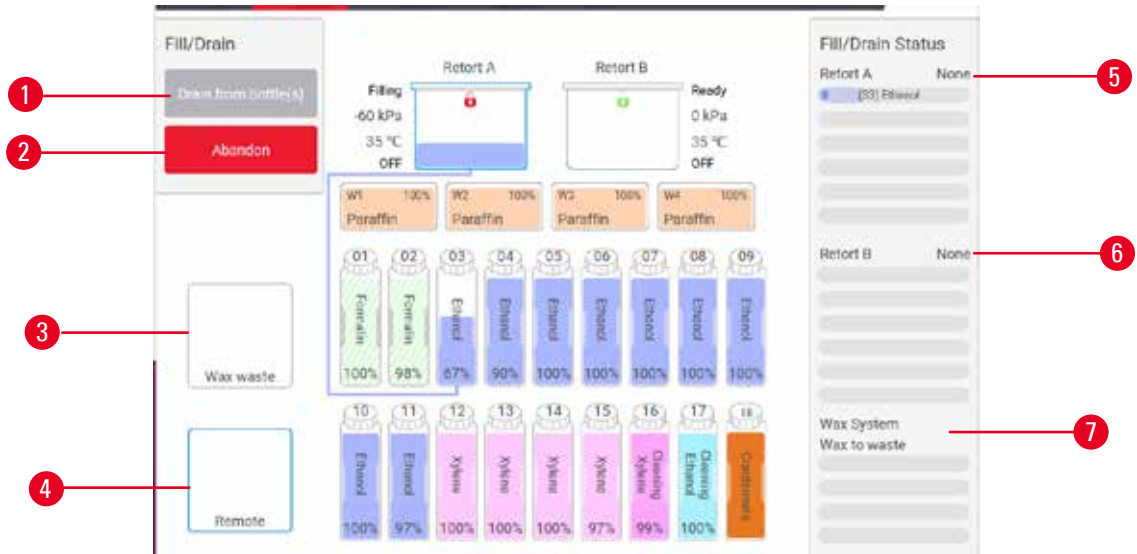 Fill/Drain
Drain from bottle(s)
Abandon
1
2
3
4
Wax waste
Remote
Retort A
Retort B
Filling
-60 kPa
35 °C
OFF
Ready
0 kPa
35 °C
OFF
W1 100%
Paraffin
W2 100%
Paraffin
W3 100%
Paraffin
W4 100%
Paraffin
01 02 03 04 05 06 07 08 09
Formalin Formalin Ethanol Ethanol Ethanol Ethanol Ethanol Ethanol Ethanol
100% 98% 67% 90% 100% 100% 100% 100% 100%
10 11 12 13 14 15 16 17 18
Ethanol Ethanol Xylene Xylene Xylene Xylene Cleaning Xylene Cleaning Ethanol Condensate
100% 97% 100% 100% 100% 97% 99% 100%
Fill/Drain Status
Retort A None
(S3) Ethanol
Retort B None
Wax System
Wax to waste
5
6
7